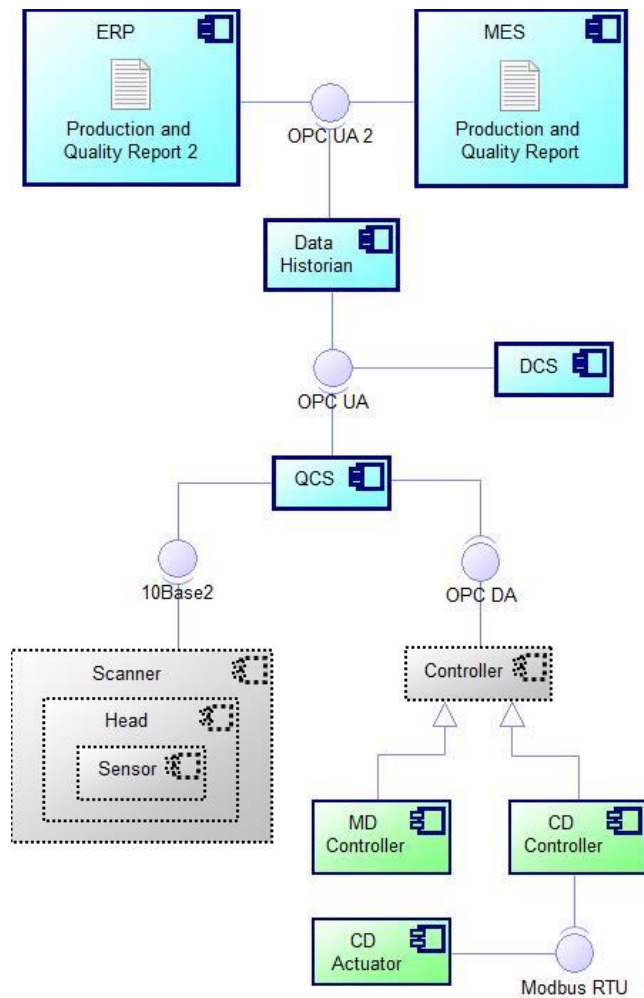 ERP
MES
Production and
Quality Report 2
Production and
Quality Report
OPC UA 2
Data
Historian
DCS
OPC UA
QCS
10Base2
OPC DA
Scanner
Controller
Head
Sensor
MD
Controller
CD
Controller
CD
Actuator
Modbus RTU